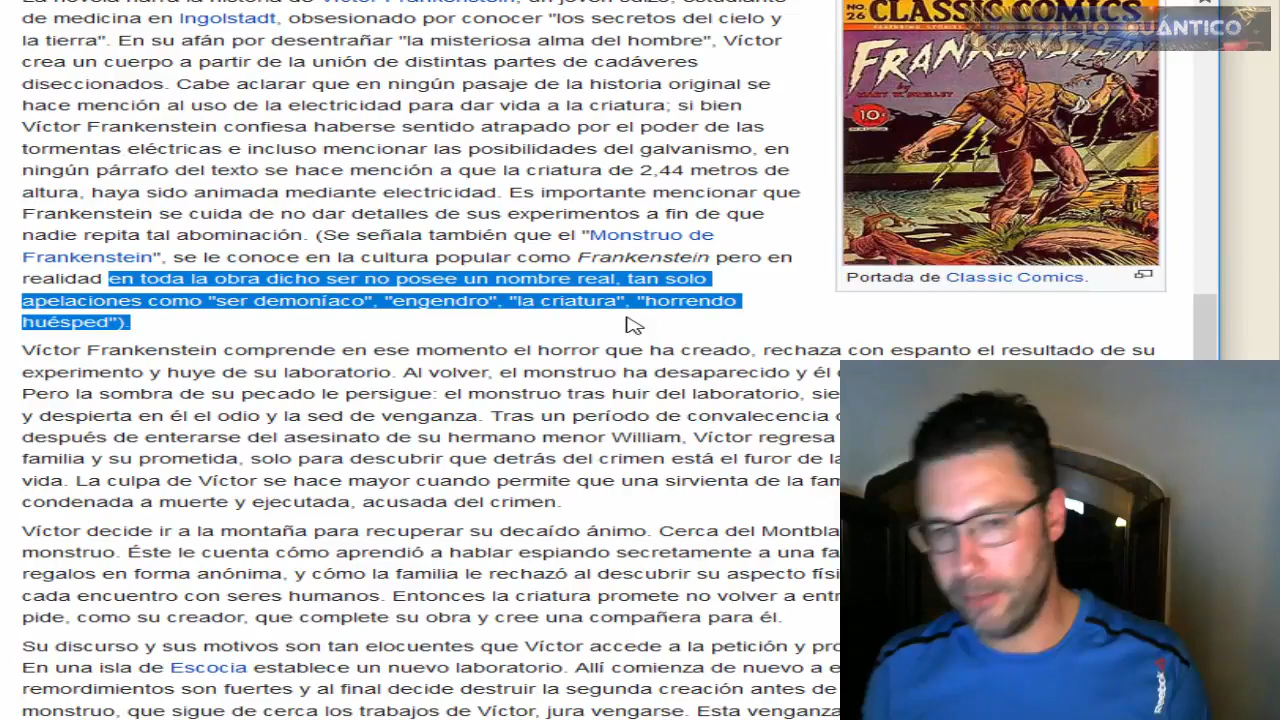 La novela narra la historia de Víctor Frankenstein, un joven suizo, estudiante
de medicina en Ingolstadt, obsesionado por conocer "los secretos del cielo y
la tierra". En su afán por desentrañar "la misteriosa alma del hombre", Víctor
crea un cuerpo a partir de la unión de distintas partes de cadáveres
diseccionados. Cabe aclarar que en ningún pasaje de la historia original se
hace mención al uso de la electricidad para dar vida a la criatura; si bien
Víctor Frankenstein confiesa haberse sentido atrapado por el poder de las
tormentas eléctricas e incluso mencionar las posibilidades del galvanismo, en
ningún párrafo del texto se hace mención a que la criatura de 2,44 metros de
altura, haya sido animada mediante electricidad. Es importante mencionar que
Frankenstein se cuida de no dar detalles de sus experimentos a fin de que
nadie repita tal abominación. (Se señala también que el "Monstruo de
Frankenstein", se le conoce en la cultura popular como Frankenstein pero en
realidad en toda la obra dicho ser no posee un nombre real, tan solo
apelaciones como "ser demoníaco", "engendro", "la criatura", "horrendo
huésped").
NO. 26 CLASSIC COMICS
CUÁNTICO
FRANKENSTEIN
by
MARY W. SHELLEY
10¢
Portada de Classic Comics.
Víctor Frankenstein comprende en ese momento el horror que ha creado, rechaza con espanto el resultado de su
experimento y huye de su laboratorio. Al volver, el monstruo ha desaparecido y él
Pero la sombra de su pecado le persigue: el monstruo tras huir del laboratorio, sie
y despierta en él el odio y la sed de venganza. Tras un período de convalecencia
después de enterarse del asesinato de su hermano menor William, Víctor regresa
familia y su prometida, solo para descubrir que detrás del crimen está el furor de la
vida. La culpa de Víctor se hace mayor cuando permite que una sirvienta de la fam
condenada a muerte y ejecutada, acusada del crimen.
Víctor decide ir a la montaña para recuperar su decaído ánimo. Cerca del Montbla
monstruo. Éste le cuenta cómo aprendió a hablar espiando secretamente a una fa
regalos en forma anónima, y cómo la familia le rechazó al descubrir su aspecto físi
cada encuentro con seres humanos. Entonces la criatura promete no volver a entr
pide, como su creador, que complete su obra y cree una compañera para él.
Su discurso y sus motivos son tan elocuentes que Víctor accede a la petición y pro
En una isla de Escocia establece un nuevo laboratorio. Allí comienza de nuevo a e
remordimientos son fuertes y al final decide destruir la segunda creación antes de
monstruo, que sigue de cerca los trabajos de Víctor, jura vengarse. Esta venganza
Reebok